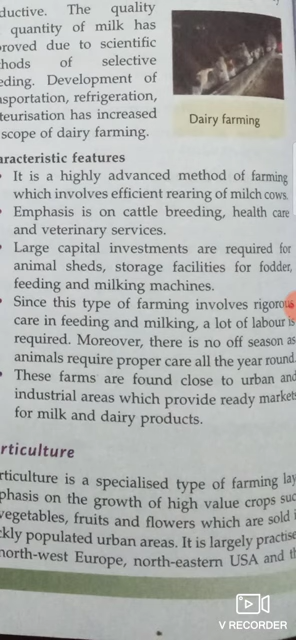 ductive. The quality
quantity of milk has
roved due to scientific
hods of selective
eding. Development of
nsportation, refrigeration,
teurisation has increased
scope of dairy farming.
Dairy farming
aracteristic features
It is a highly advanced method of farming
which involves efficient rearing of milch cows.
Emphasis is on cattle breeding, health care
and veterinary services.
Large capital investments are required for
animal sheds, storage facilities for fodder,
feeding and milking machines.
Since this type of farming involves rigorous
care in feeding and milking, a lot of labour is
required. Moreover, there is no off season as
animals require proper care all the year round.
These farms are found close to urban and
industrial areas which provide ready markets
for milk and dairy products.
rticulture
rticulture is a specialised type of farming lay
phasis on the growth of high value crops suc
vegetables, fruits and flowers which are sold i
kly populated urban areas. It is largely practise
north-west Europe, north-eastern USA and th
V RECORDER